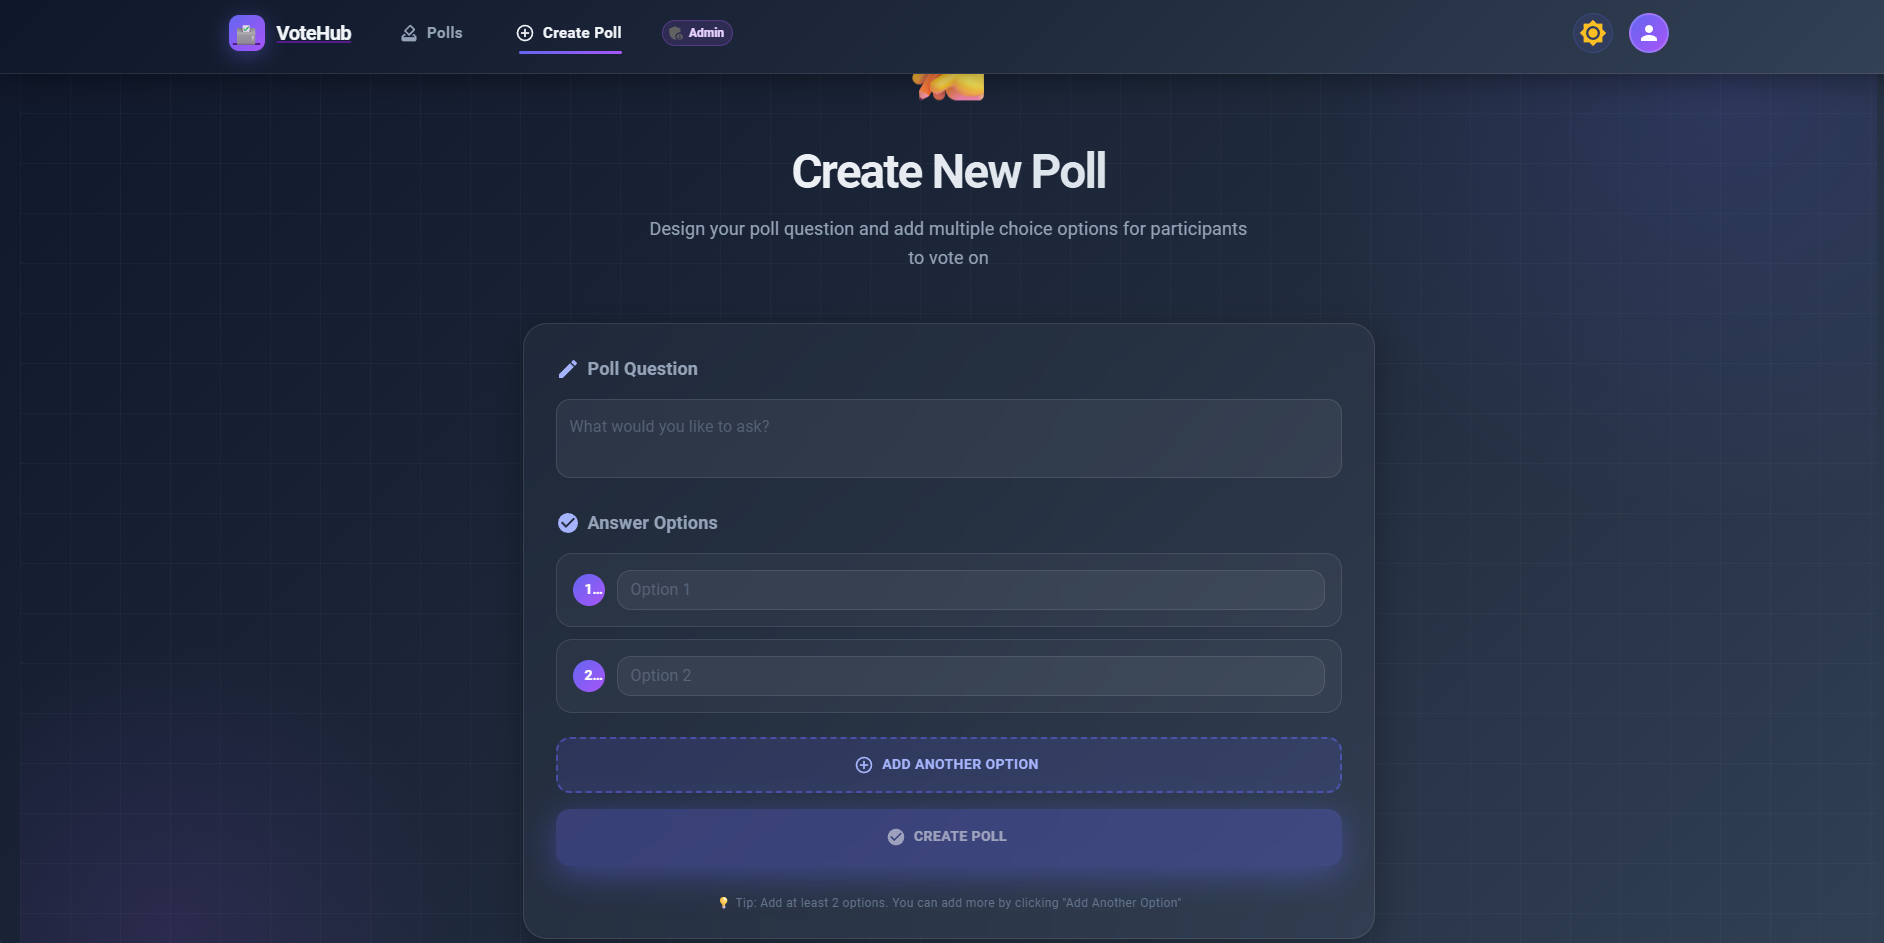 VoteHub
Polls
Create Poll
Admin
Create New Poll
Design your poll question and add multiple choice options for participants
to vote on
Poll Question
What would you like to ask?
Answer Options
1...
Option 1
2...
Option 2
ADD ANOTHER OPTION
CREATE POLL
Tip: Add at least 2 options. You can add more by clicking "Add Another Option"